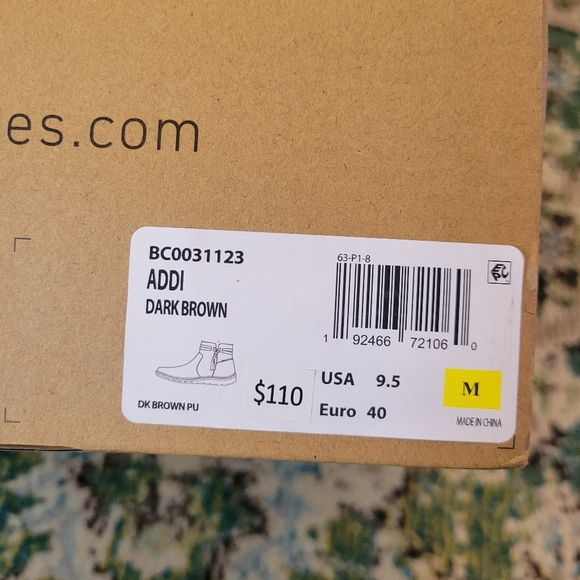 es.com
BC0031123
ADDI
DARK BROWN
DK BROWN PU
$110
63-P1-8
1 92466 72106 0
USA 9.5
Euro 40
M
MADE IN CHINA